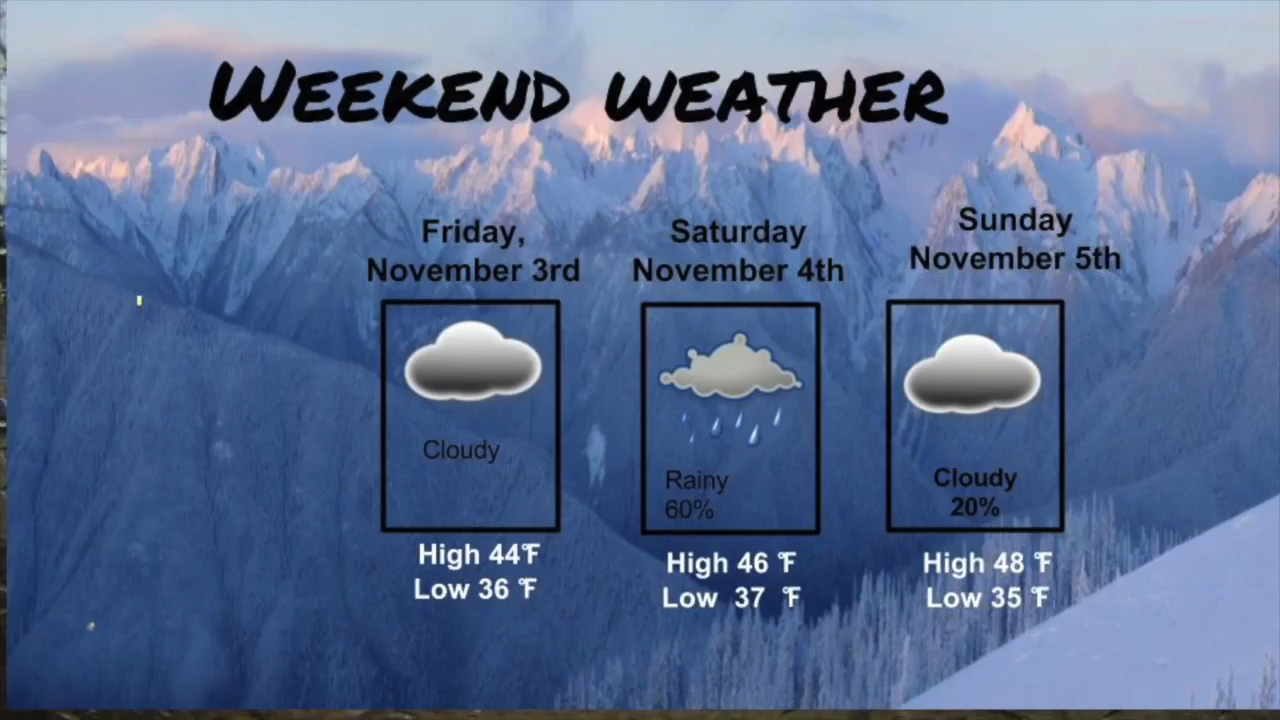 WEEKEND WEATHER
Friday,
November 3rd
Cloudy
High 44°F
Low 36 °F
Saturday
November 4th
Rainy
60%
High 46 °F
Low 37 °F
Sunday
November 5th
Cloudy
20%
High 48 °F
Low 35 °F